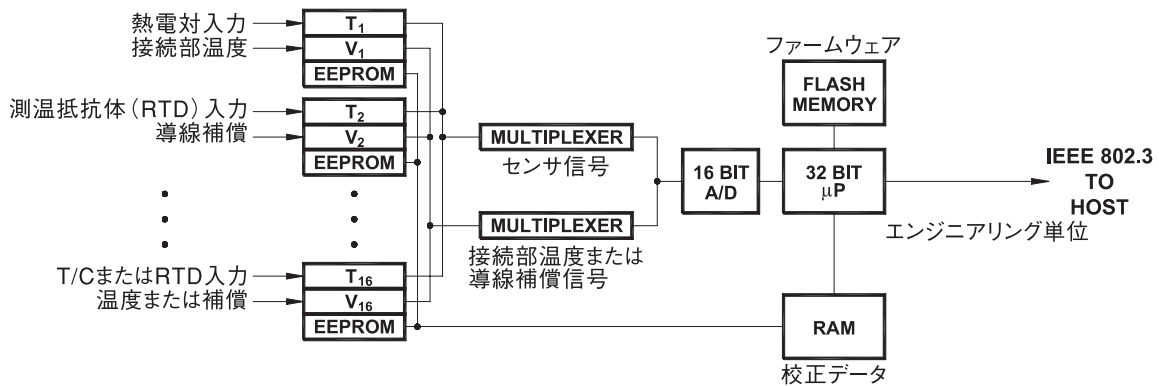 熱電対入力
接続部温度
T1
V1
EEPROM
測温抵抗体(RTD)入力
導線補償
T2
V2
EEPROM
T/CまたはRTD入力
温度または補償
T16
V16
EEPROM
MULTIPLEXER
センサ信号
MULTIPLEXER
接続部温度または
導線補償信号
16 BIT
A/D
ファームウェア
FLASH
MEMORY
32 BIT
μP
RAM
校正データ
IEEE 802.3
TO
HOST
エンジニアリング単位